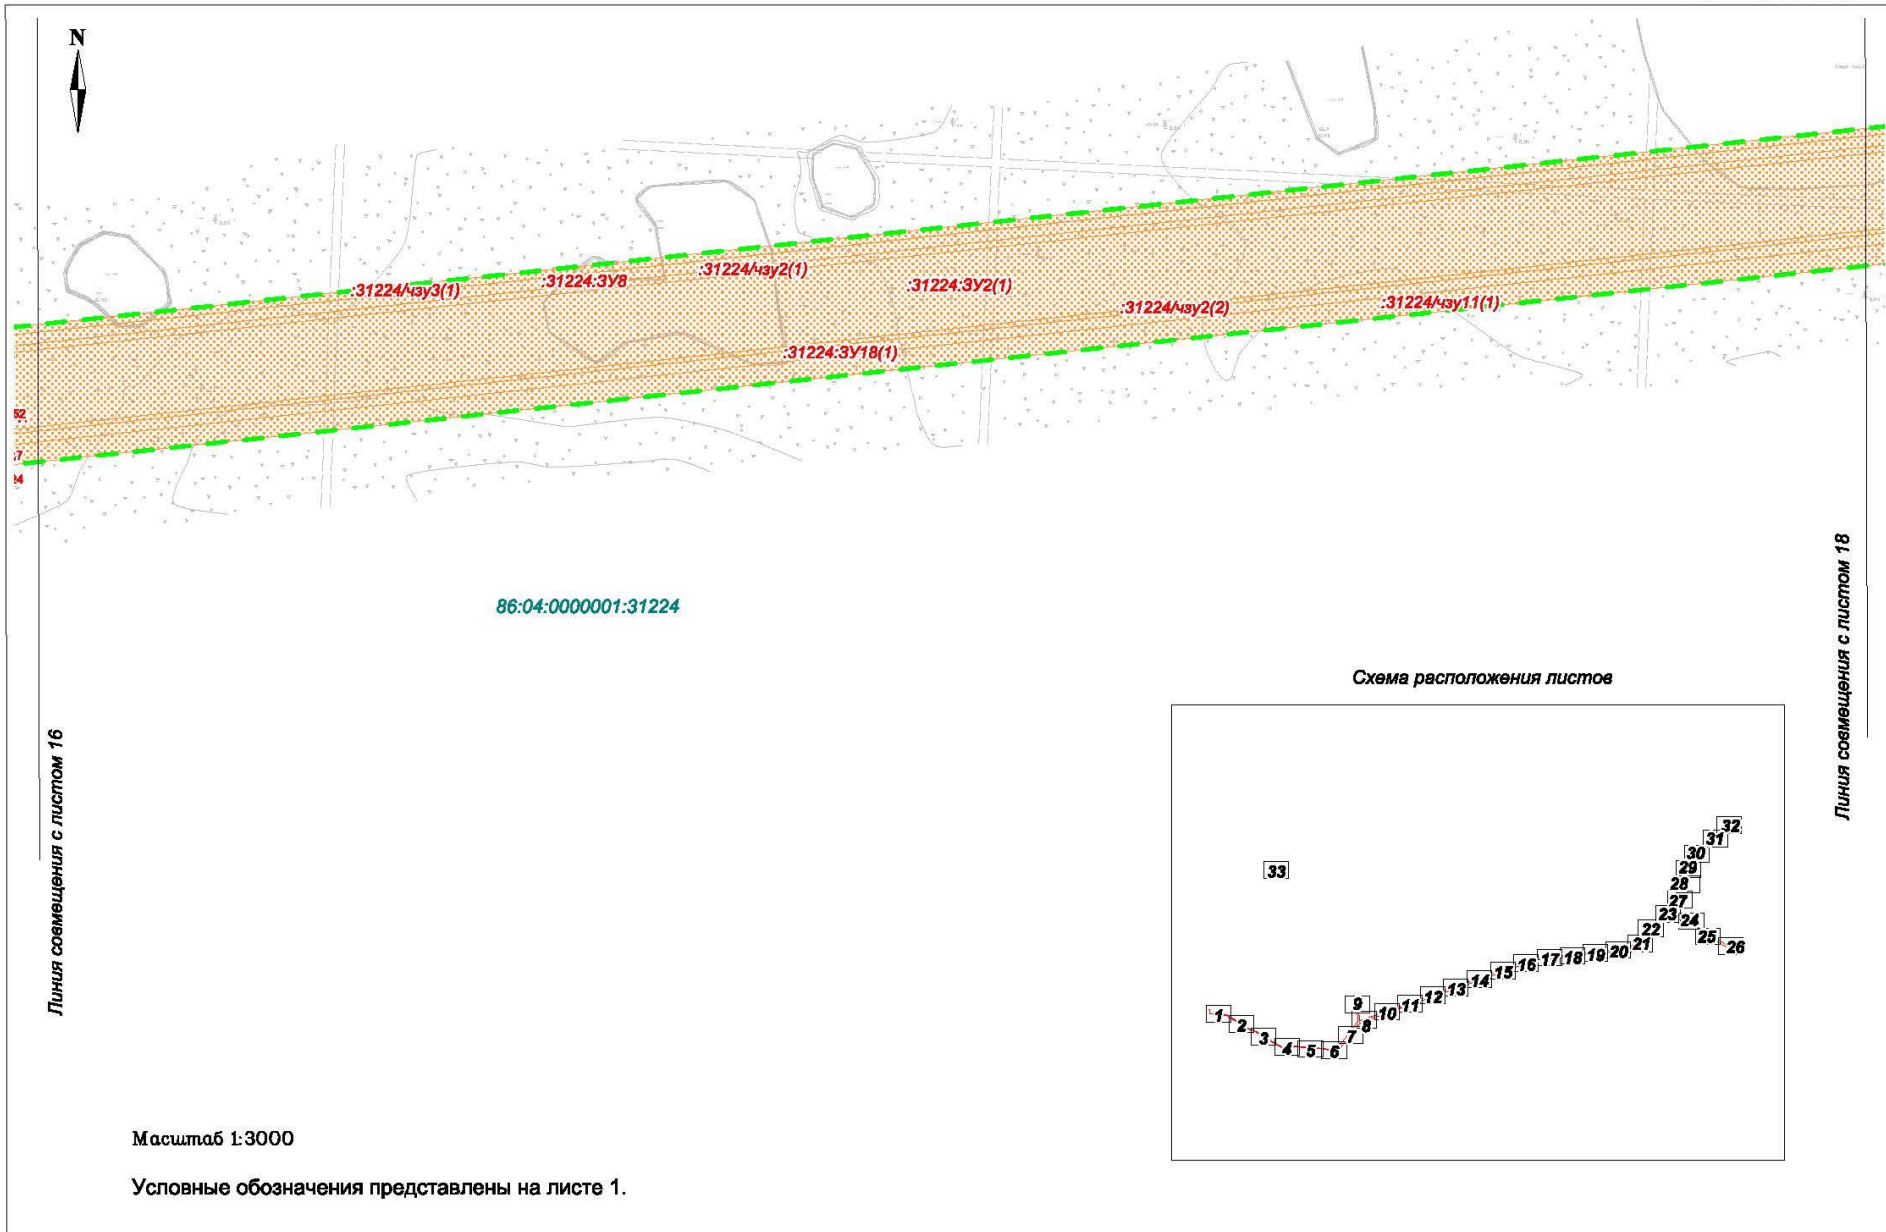 N
:31224/чзу3(1)
:31224:ЗУ8
:31224/чзу2(1)
:31224:ЗУ2(1)
:31224/чзу2(2)
:31224/чзу11(1)
:31224:ЗУ18(1)
52
:7
24
86:04:0000001:31224
Линия совмещения с листом 16
Линия совмещения с листом 18
Схема расположения листов
32
31
30
29
28
27
23
24
22
25
21
26
20
19
18
17
16
15
14
13
12
11
10
9
8
7
6
5
4
3
2
1
33
Масштаб 1:3000
Условные обозначения представлены на листе 1.